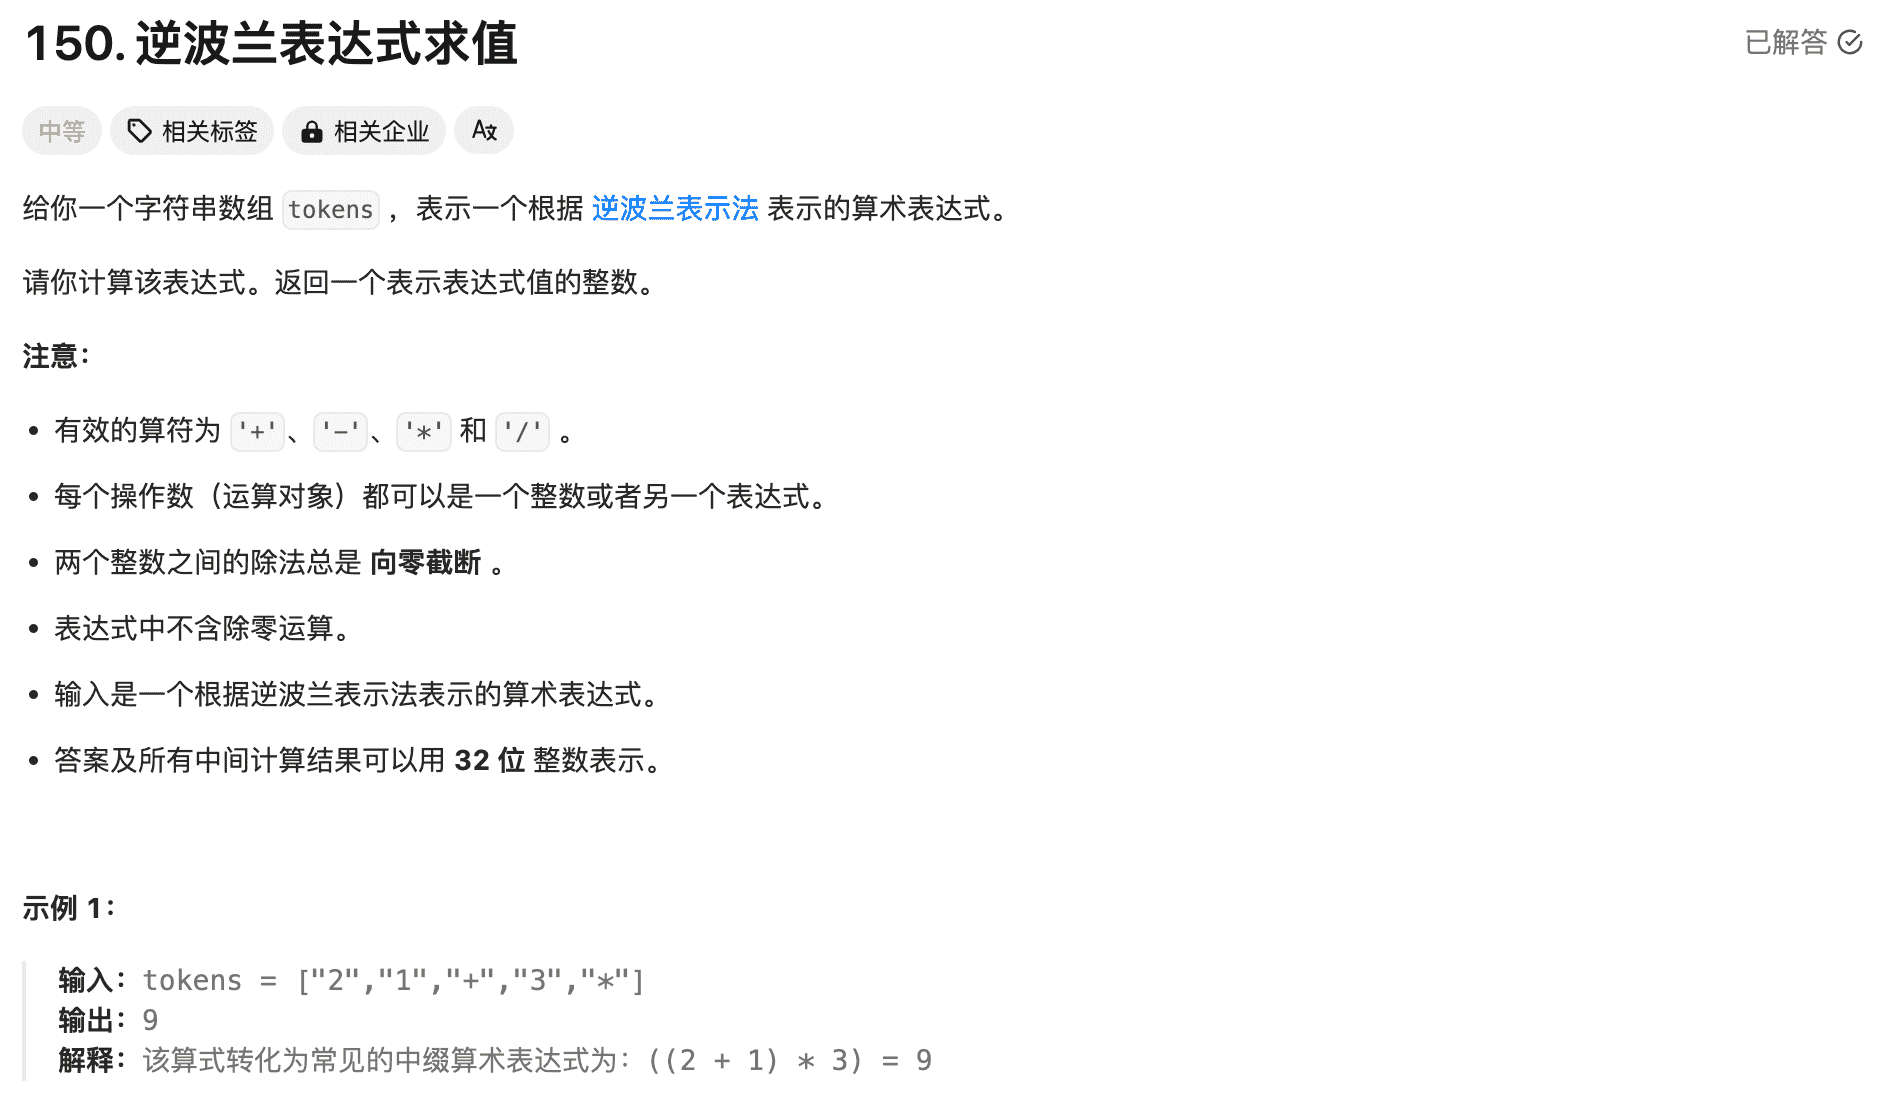 150. 逆波兰表达式求值
已解答
中等
相关标签
相关企业
给你一个字符串数组 tokens ，表示一个根据 逆波兰表示法 表示的算术表达式。
请你计算该表达式。返回一个表示表达式值的整数。
注意：
• 有效的算符为 '+'、'-'、'*' 和 '/' 。
• 每个操作数（运算对象）都可以是一个整数或者另一个表达式。
• 两个整数之间的除法总是 向零截断 。
• 表达式中不含除零运算。
• 输入是一个根据逆波兰表示法表示的算术表达式。
• 答案及所有中间计算结果可以用 32 位 整数表示。
示例 1：
输入：tokens = ["2","1","+","3","*"]
输出：9
解释：该算式转化为常见的中缀算术表达式为：((2 + 1) * 3) = 9